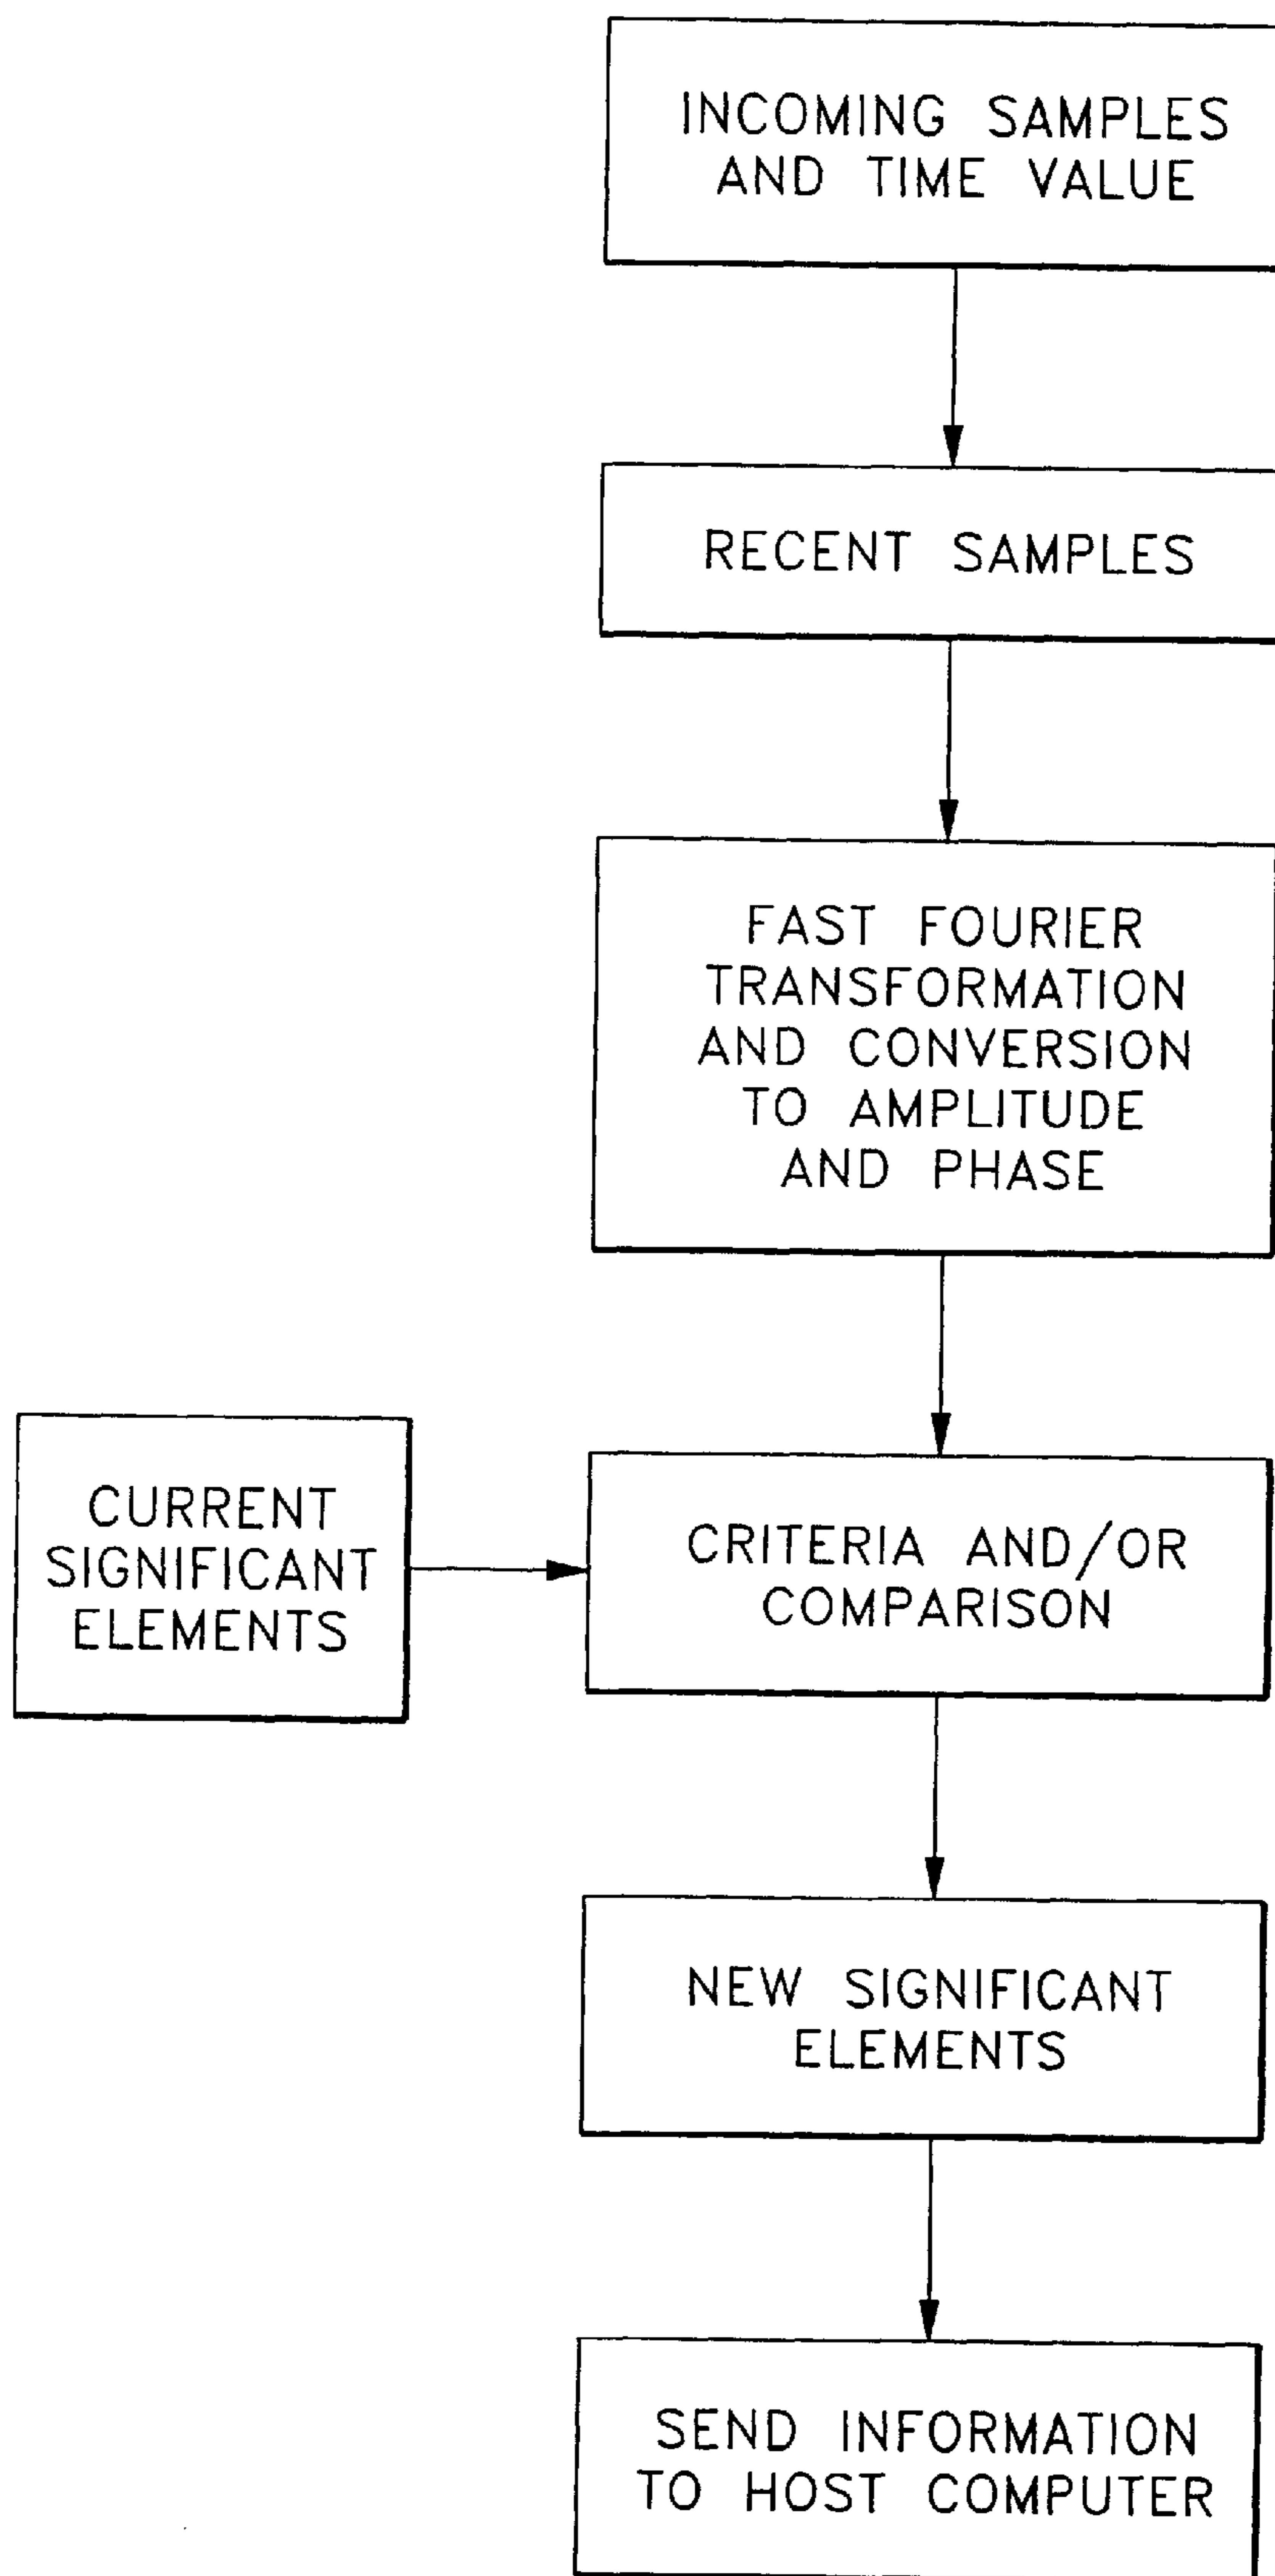 INCOMING SAMPLES
AND TIME VALUE
RECENT SAMPLES
FAST FOURIER
TRANSFORMATION
AND CONVERSION
TO AMPLITUDE
AND PHASE
CURRENT
SIGNIFICANT
ELEMENTS
CRITERIA AND/OR
COMPARISON
NEW SIGNIFICANT
ELEMENTS
SEND INFORMATION
TO HOST COMPUTER